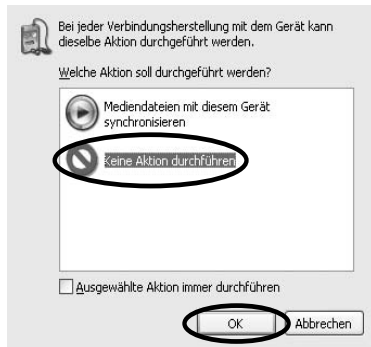 Bei jeder Verbindungsherstellung mit dem Gerät kann
dieselbe Aktion durchgeführt werden.
Welche Aktion soll durchgeführt werden?
Mediendateien mit diesem Gerät
synchronisieren
Keine Aktion durchführen
Ausgewählte Aktion immer durchführen
OK
Abbrechen